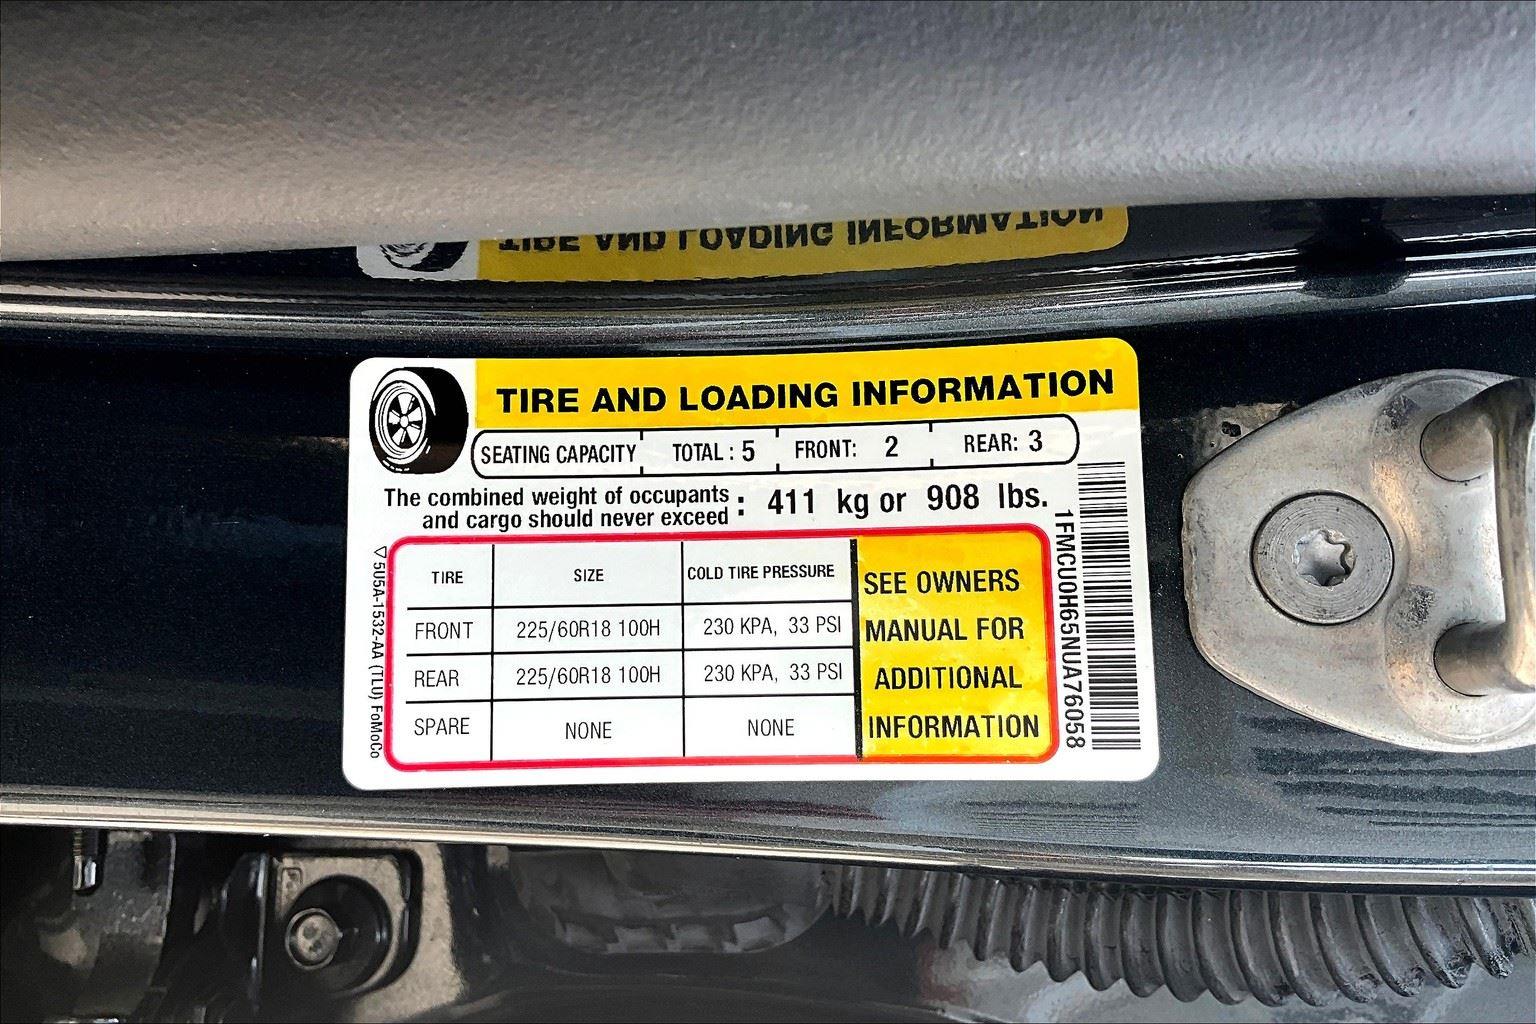 TIRE AND LOADING INFORMATION
TIRE AND LOADING INFORMATION
SEATING CAPACITY TOTAL : 5 FRONT: 2 REAR: 3
The combined weight of occupants
and cargo should never exceed : 411 kg or 908 lbs.
TIRE SIZE COLD TIRE PRESSURE
FRONT 225/60R18 100H 230 KPA, 33 PSI
REAR 225/60R18 100H 230 KPA, 33 PSI
SPARE NONE NONE
SEE OWNERS
MANUAL FOR
ADDITIONAL
INFORMATION
5U5A-1532-AA (TLU) FoMoCo
1FMCU0H65NUA76058